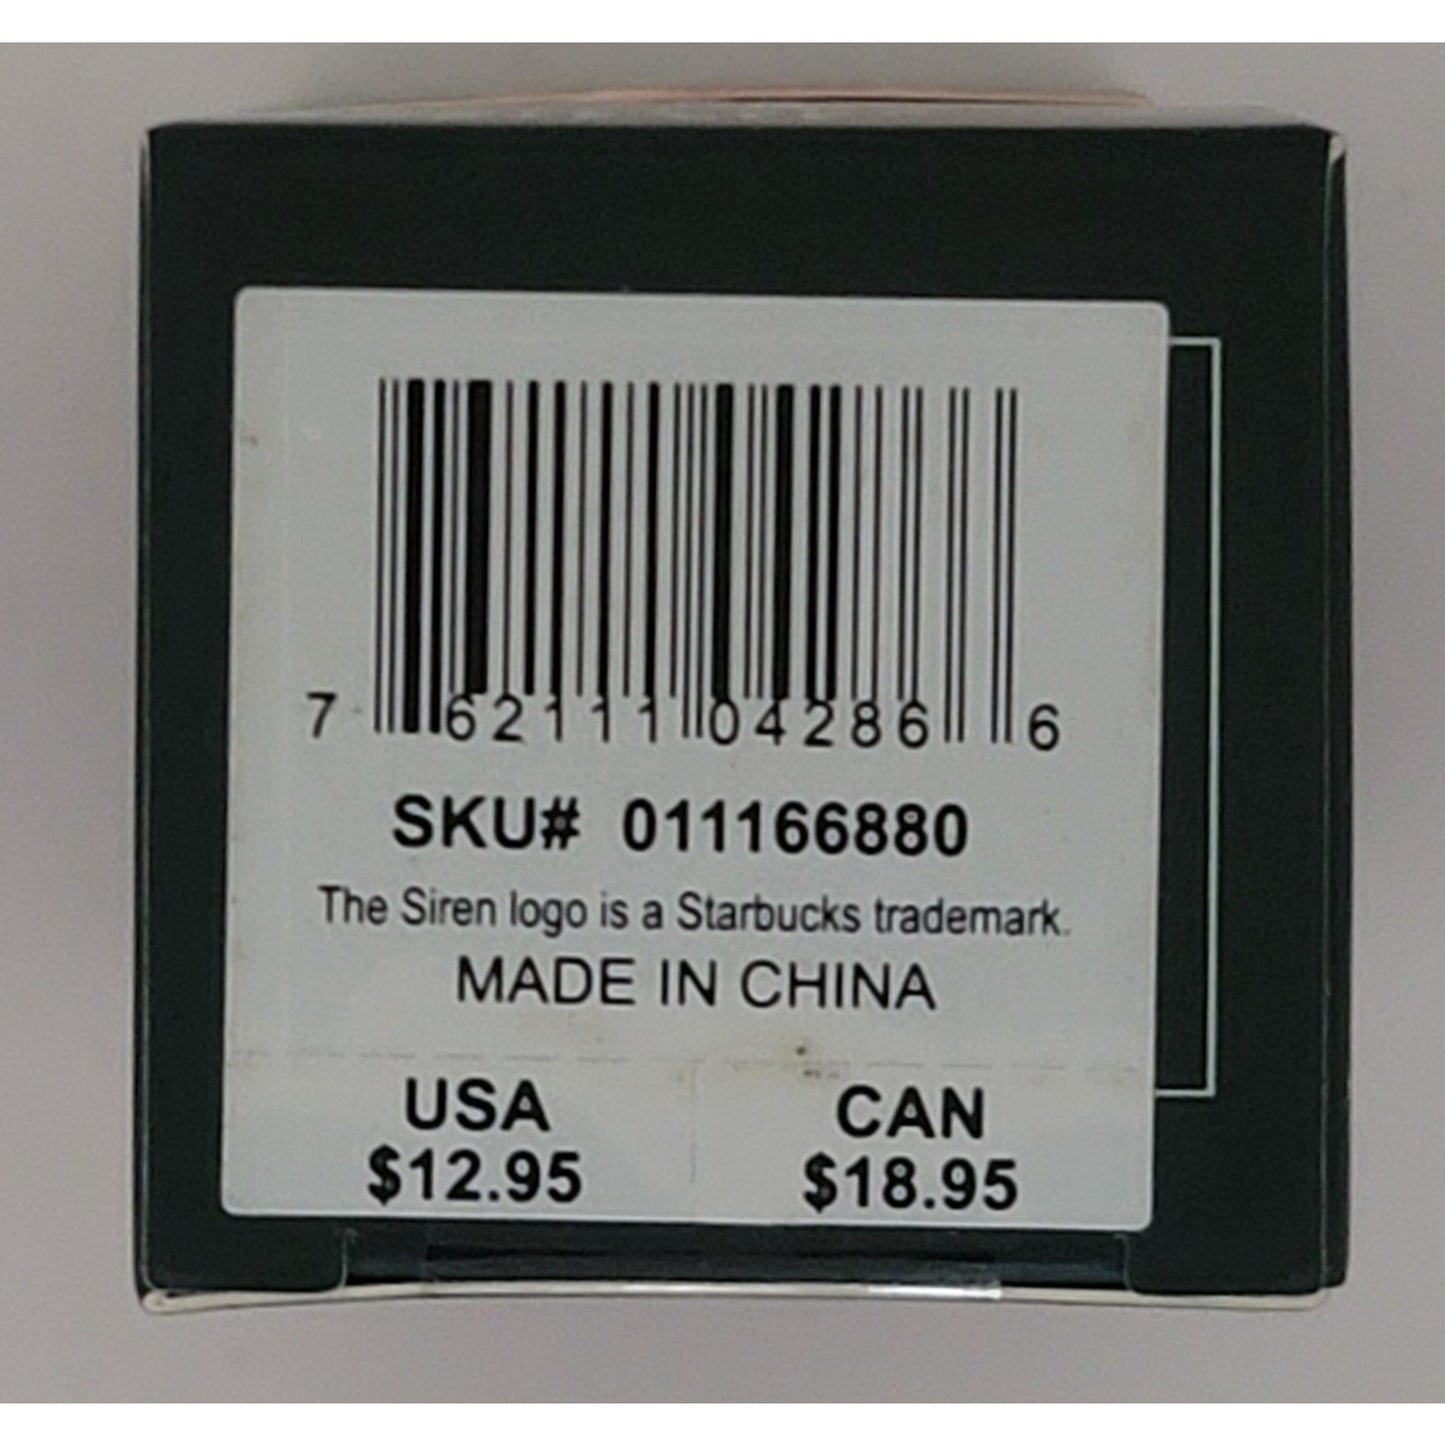 7 62111 04286 6
SKU# 011166880
The Siren logo is a Starbucks trademark.
MADE IN CHINA
USA CAN
$12.95 $18.95